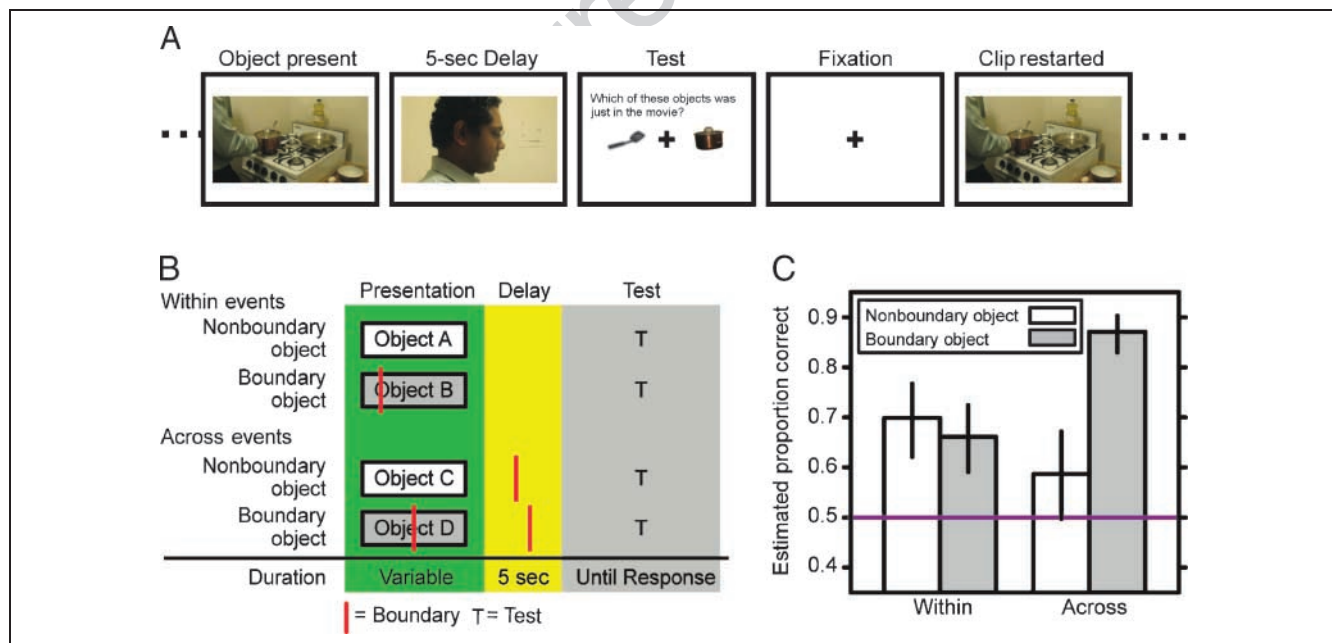 A
Object present
5-sec Delay
Test
Fixation
Clip restarted
Which of these objects was
just in the movie?
B
Presentation
Delay
Test
Within events
Nonboundary
object
Object A
T
Boundary
object
Object B
T
Across events
Nonboundary
object
Object C
T
Boundary
object
Object D
T
Duration
Variable
5 sec
Until Response
= Boundary T = Test
C
Nonboundary object
Boundary object
Estimated proportion correct
0.9
0.8
0.7
0.6
0.5
0.4
Within
Across